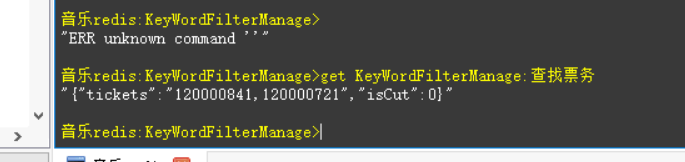 音乐redis:KeyWordFilterManage>
"ERR unknown command ''"
音乐redis:KeyWordFilterManage>get KeyWordFilterManage:查找票务
"{"tickets":"120000841,120000721","isCut":0}"
音乐redis:KeyWordFilterManage>